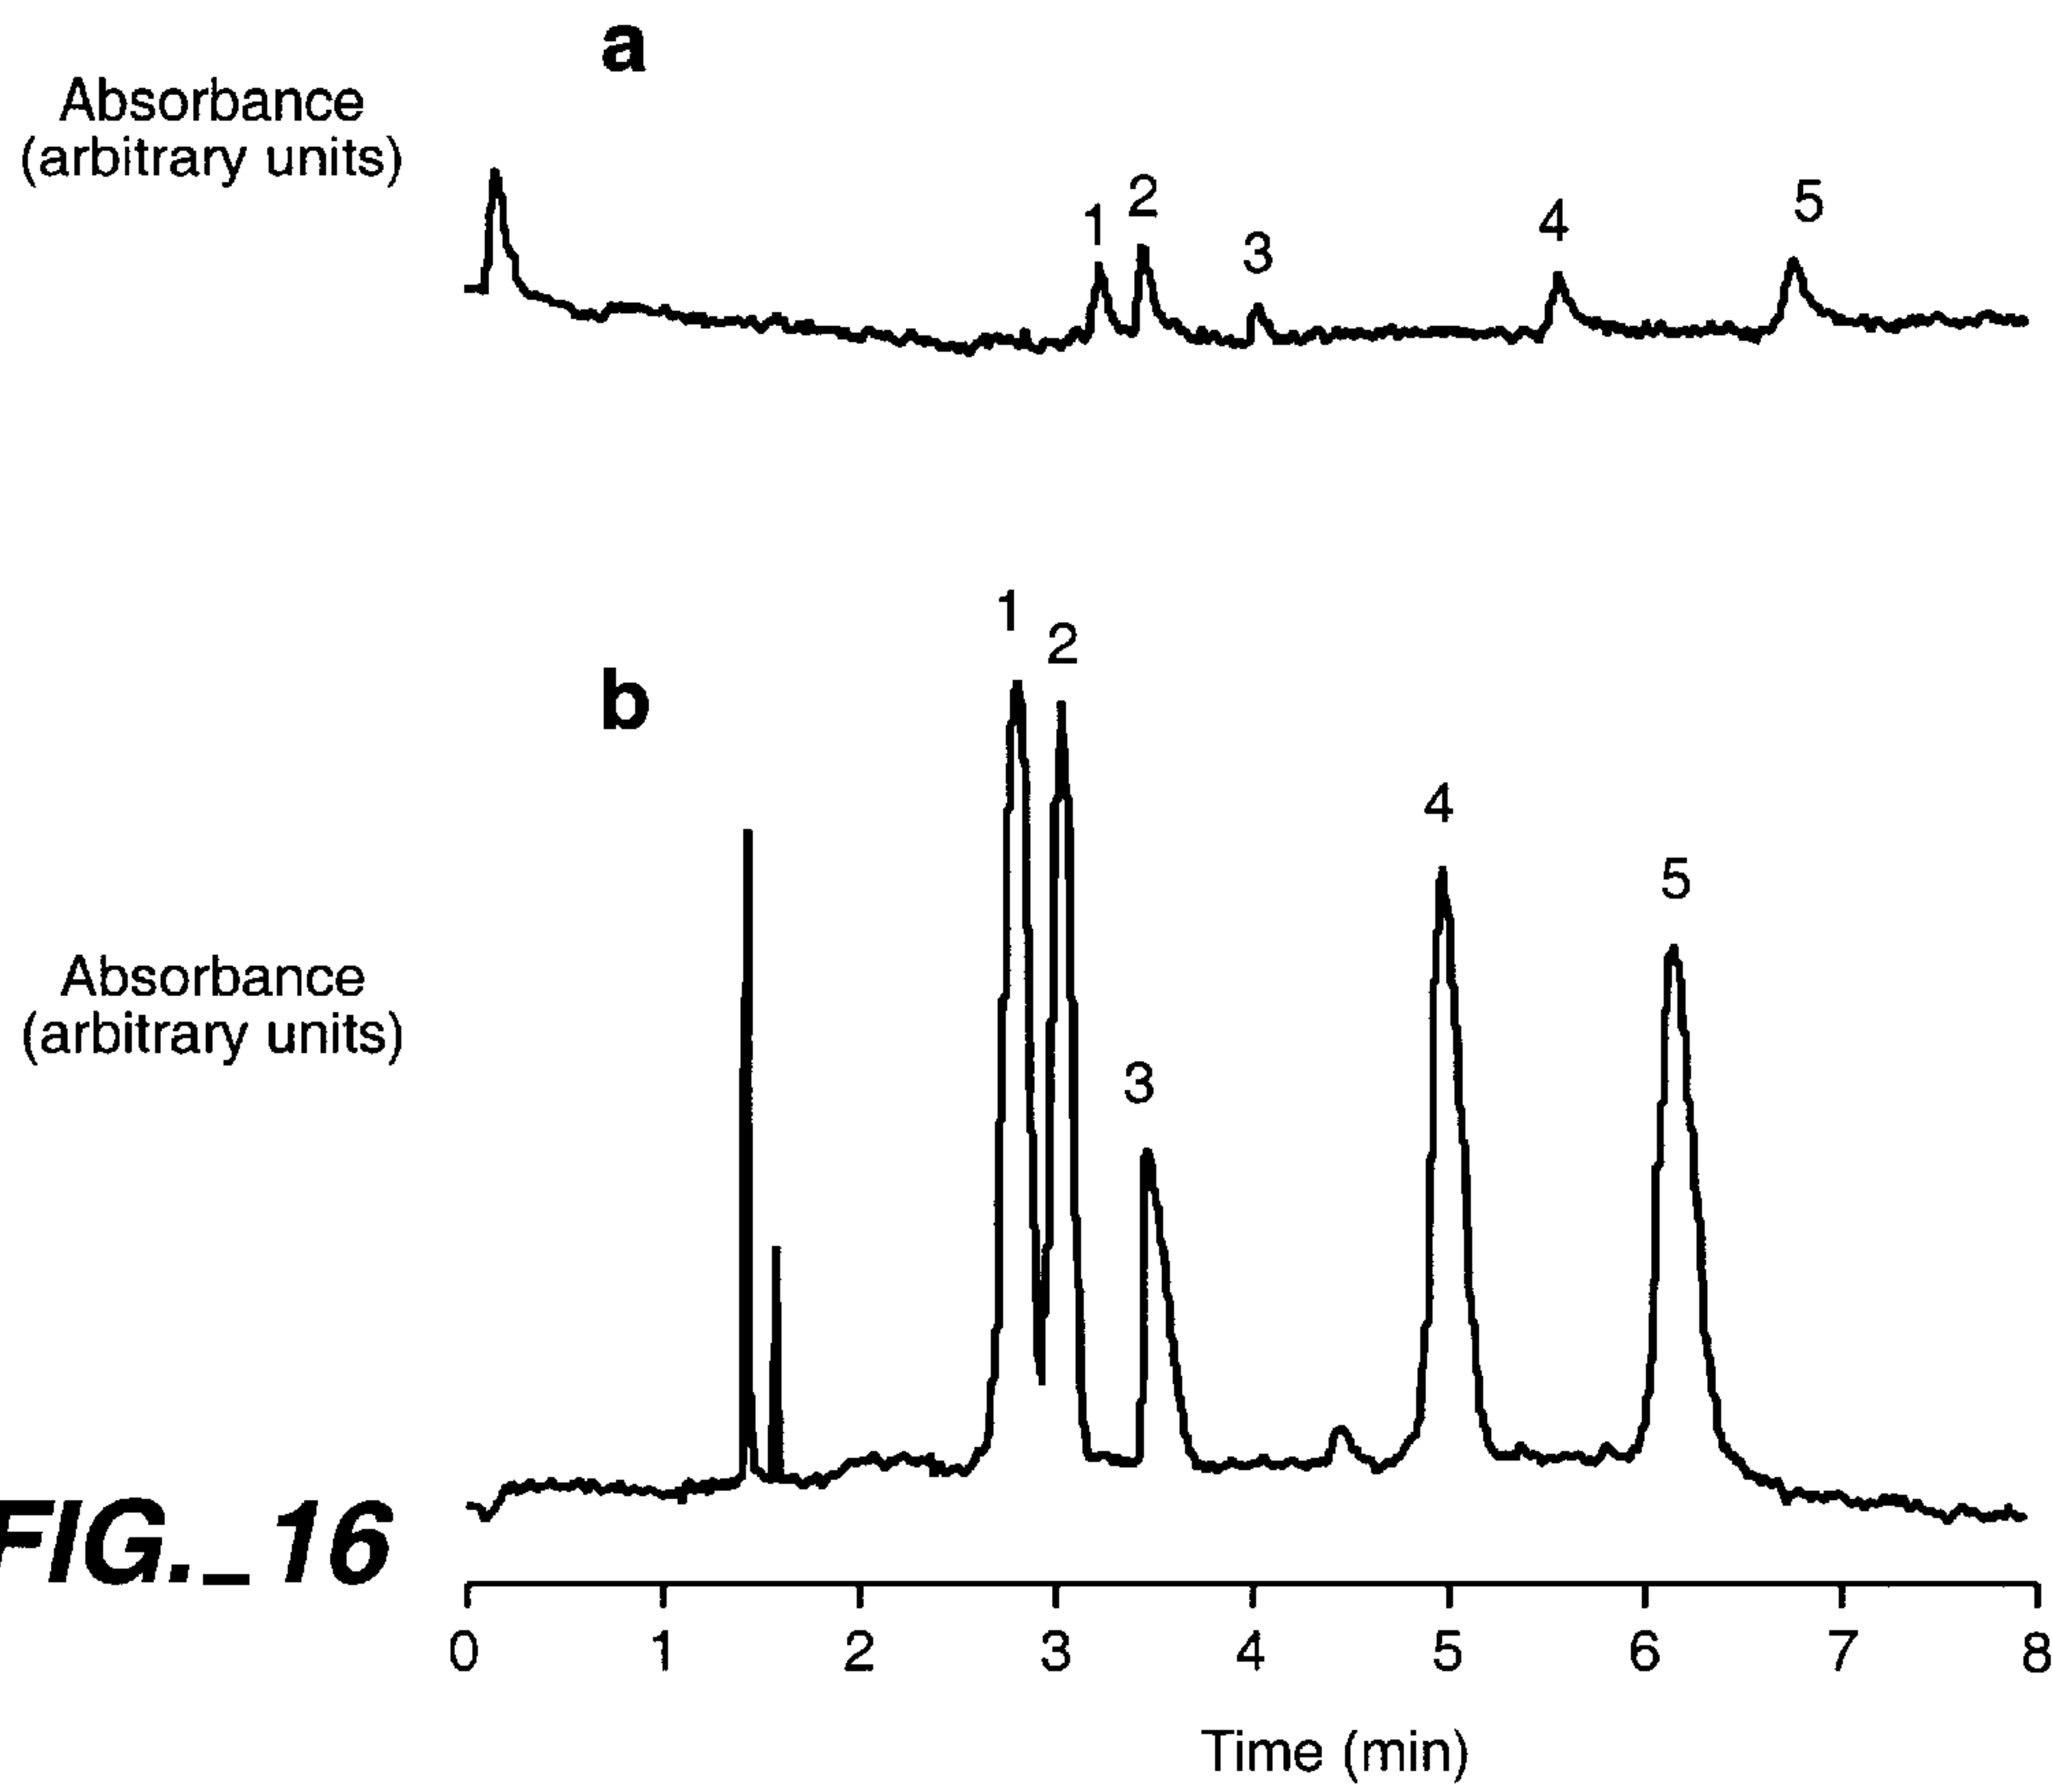 a
Absorbance
(arbitrary units)
1
2
3
4
5
b
1
2
3
4
5
Absorbance
(arbitrary units)
FIG._16
0 1 2 3 4 5 6 7 8
Time (min)